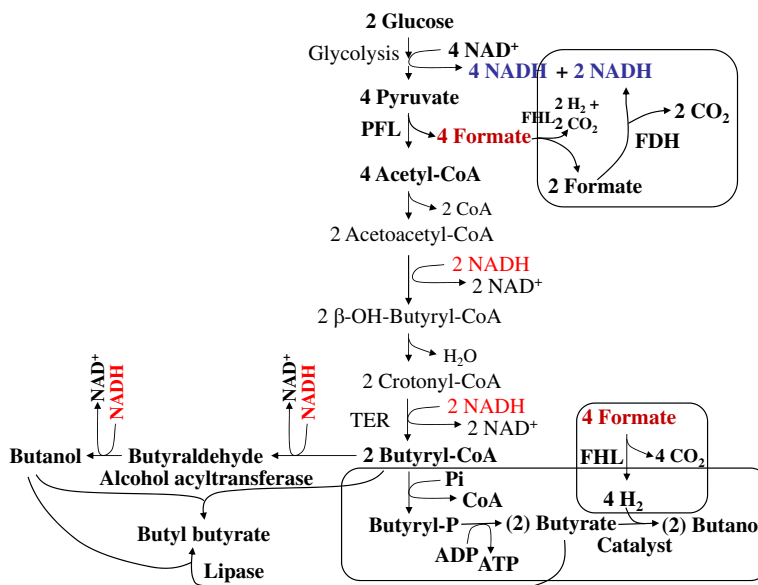 2 Glucose
Glycolysis
4 NAD⁺
4 NADH + 2 NADH
4 Pyruvate
PFL
4 Formate
FHL
2 H₂ +
2 CO₂
2 CO₂
FDH
2 Formate
4 Acetyl-CoA
2 CoA
2 Acetoacetyl-CoA
2 NADH
2 NAD⁺
2 β-OH-Butyryl-CoA
H₂O
2 Crotonyl-CoA
NAD⁺
NADH
NAD⁺
NADH
TER
2 NADH
2 NAD⁺
4 Formate
FHL
4 CO₂
4 H₂
Butanol
Butyraldehyde
2 Butyryl-CoA
Alcohol acyltransferase
Pi
CoA
Butyl butyrate
Butyryl-P
(2) Butyrate
(2) Butano
Catalyst
ADP
ATP
Lipase